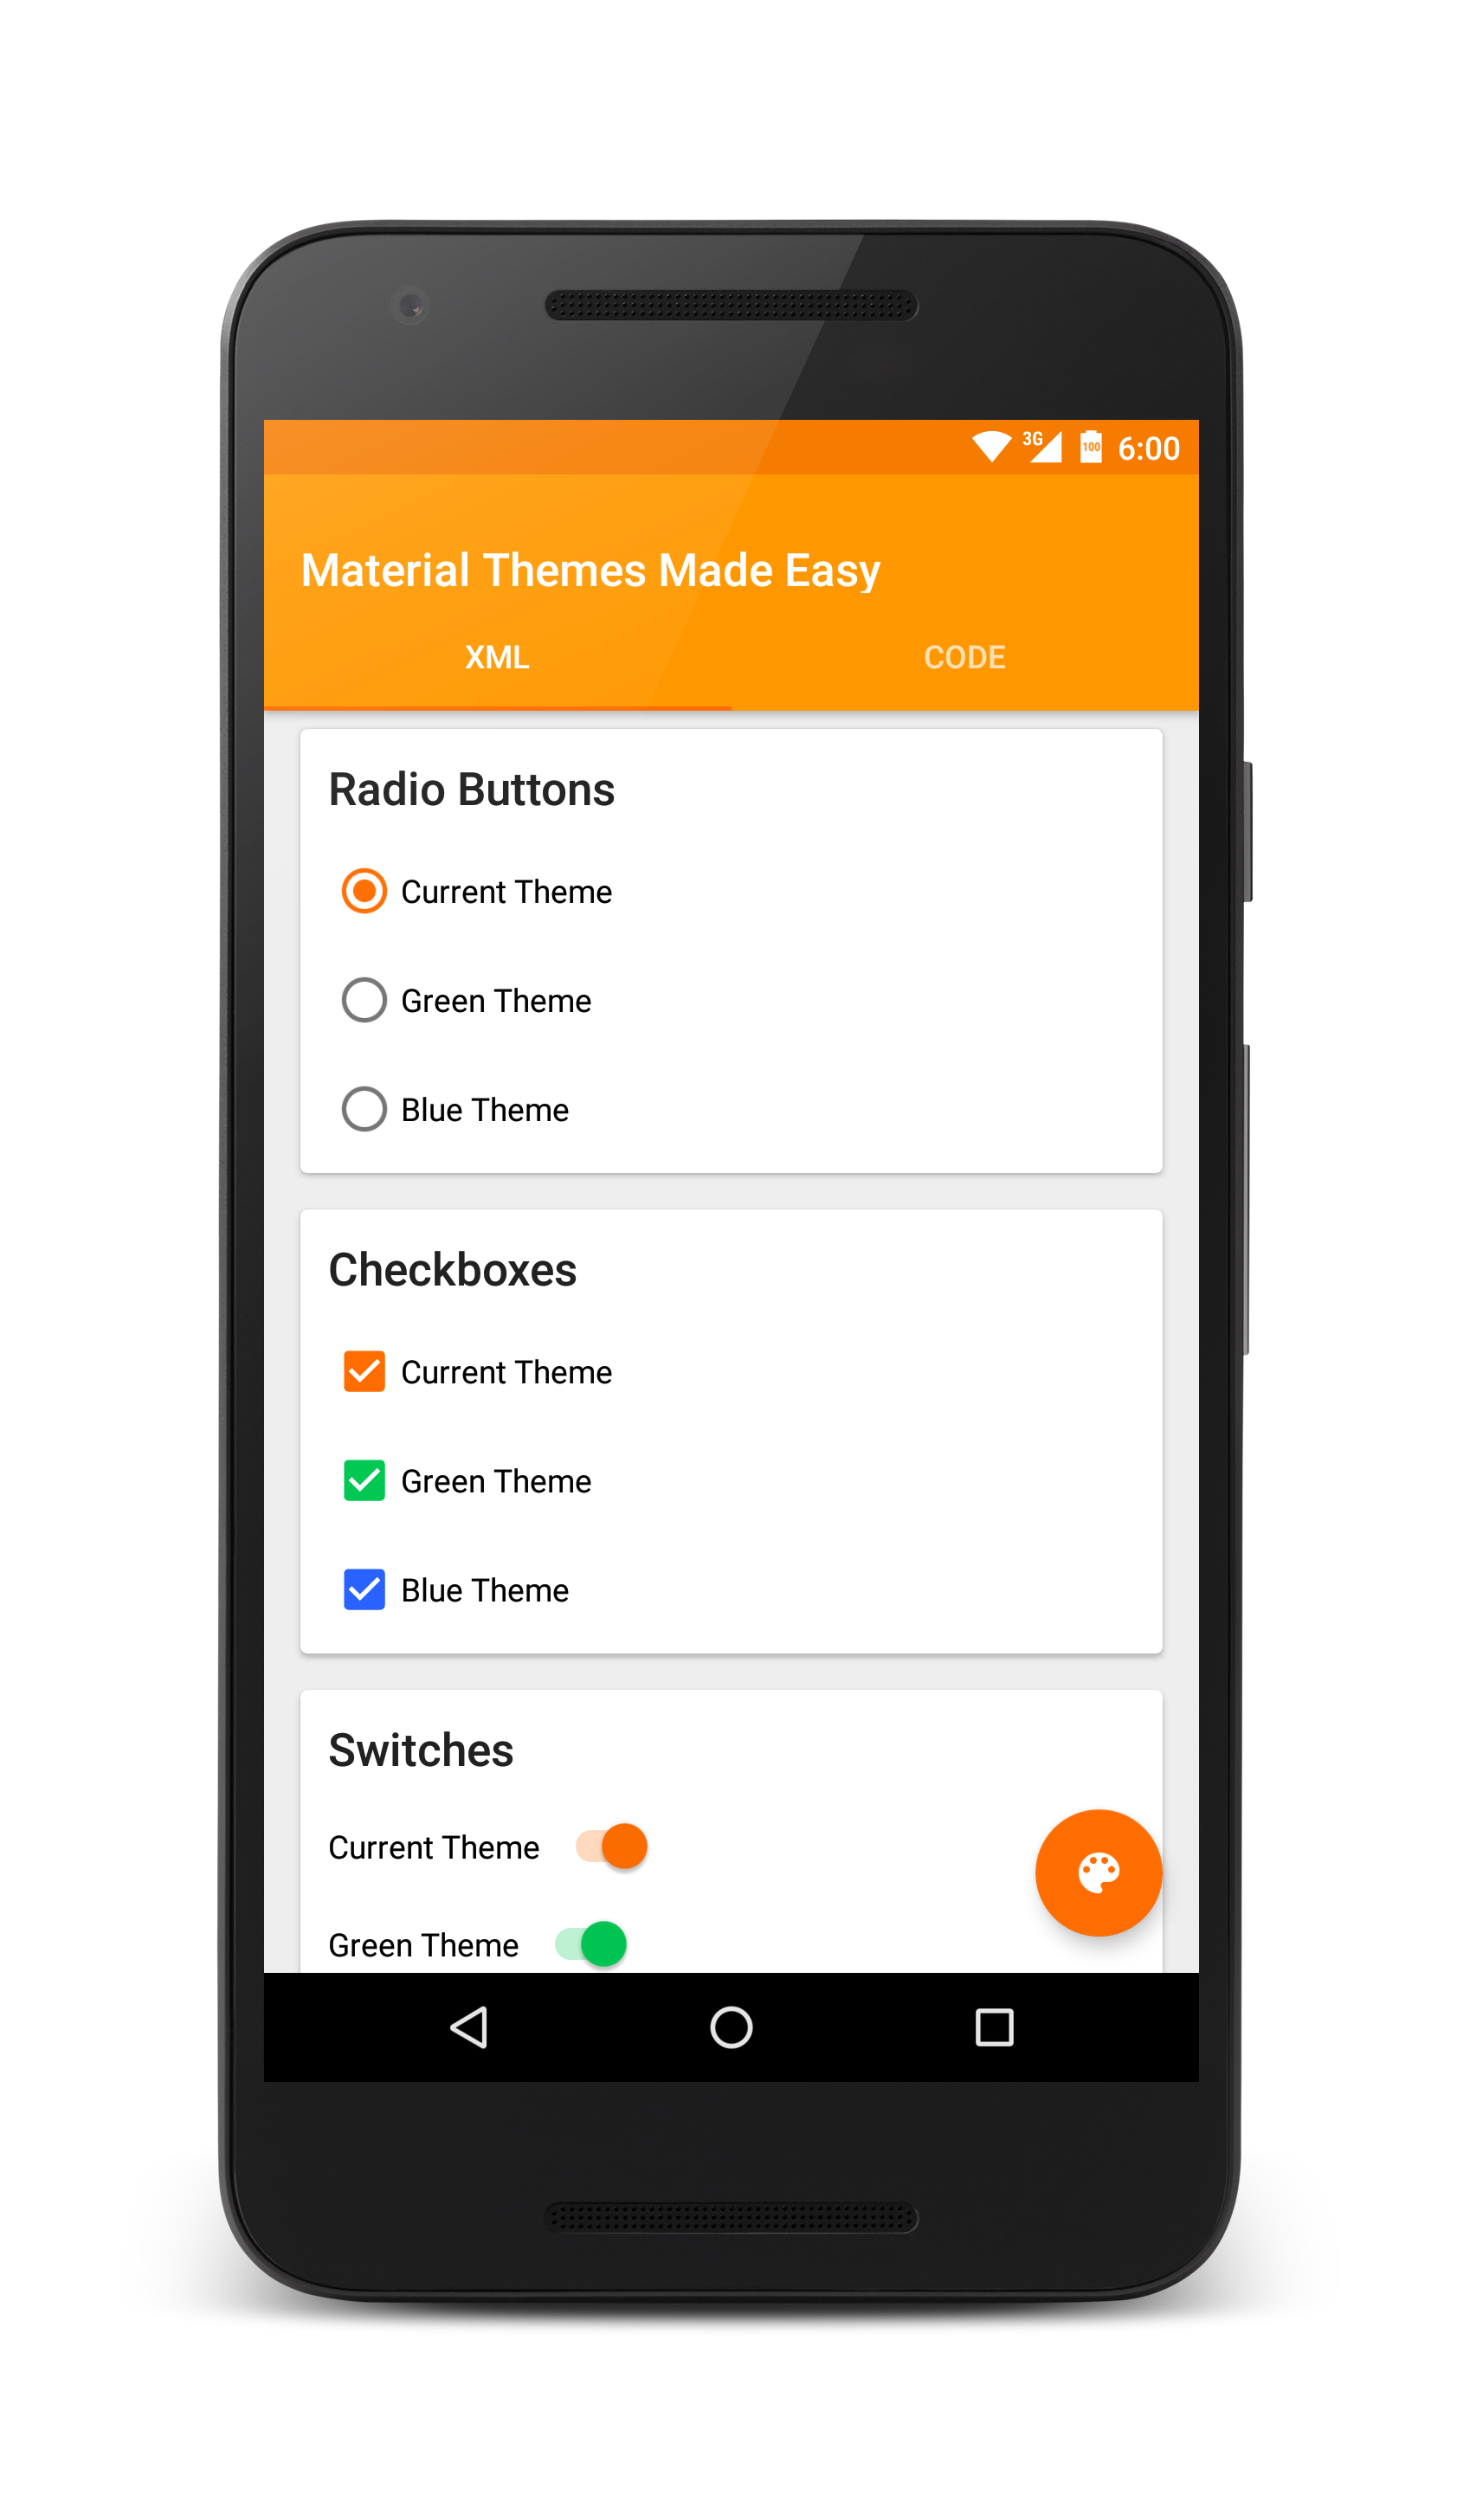 3G 100 6:00
Material Themes Made Easy
XML CODE
Radio Buttons
Current Theme
Green Theme
Blue Theme
Checkboxes
Current Theme
Green Theme
Blue Theme
Switches
Current Theme
Green Theme